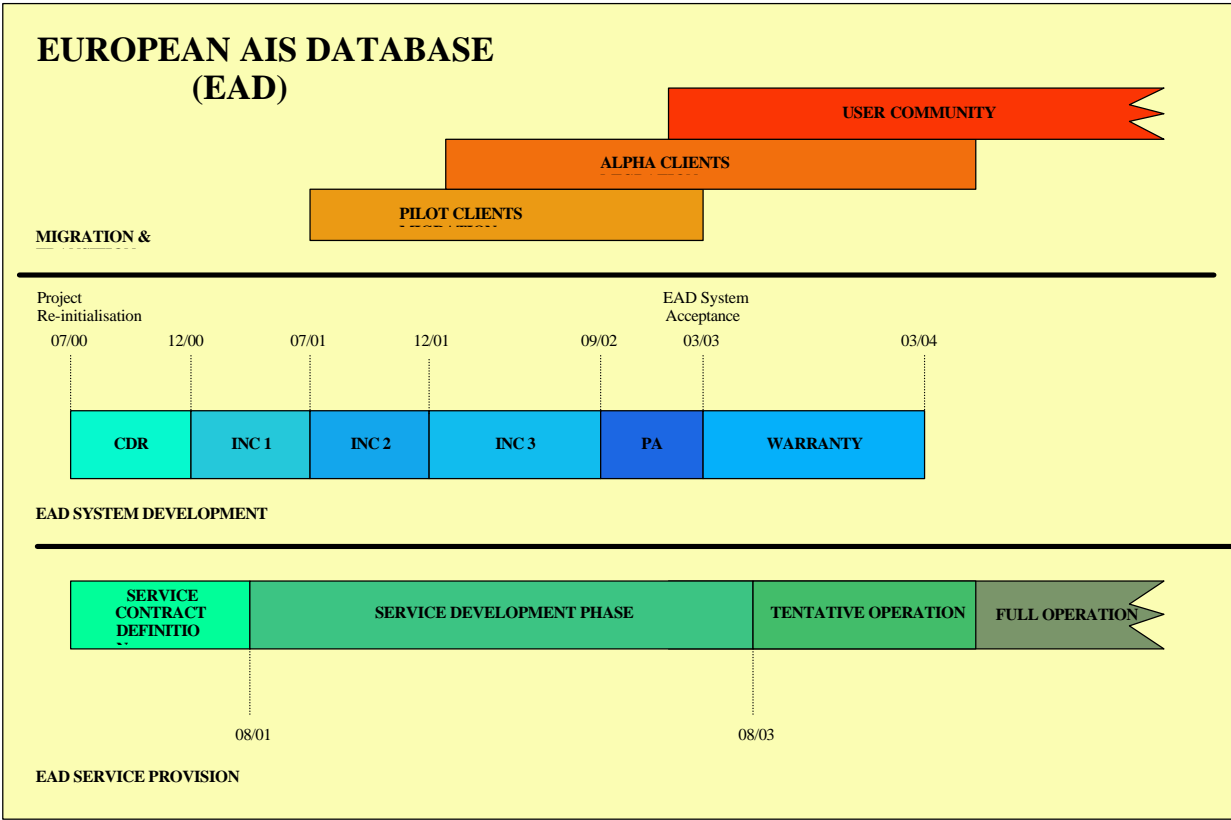 EUROPEAN AIS DATABASE
(EAD)
USER COMMUNITY
ALPHA CLIENTS
PILOT CLIENTS
MIGRATION &
Project
Re-initialisation
EAD System
Acceptance
07/00 12/00 07/01 12/01 09/02 03/03 03/04
CDR INC 1 INC 2 INC 3 PA WARRANTY
EAD SYSTEM DEVELOPMENT
SERVICE
CONTRACT
DEFINITIO
SERVICE DEVELOPMENT PHASE
TENTATIVE OPERATION
FULL OPERATION
08/01 08/03
EAD SERVICE PROVISION